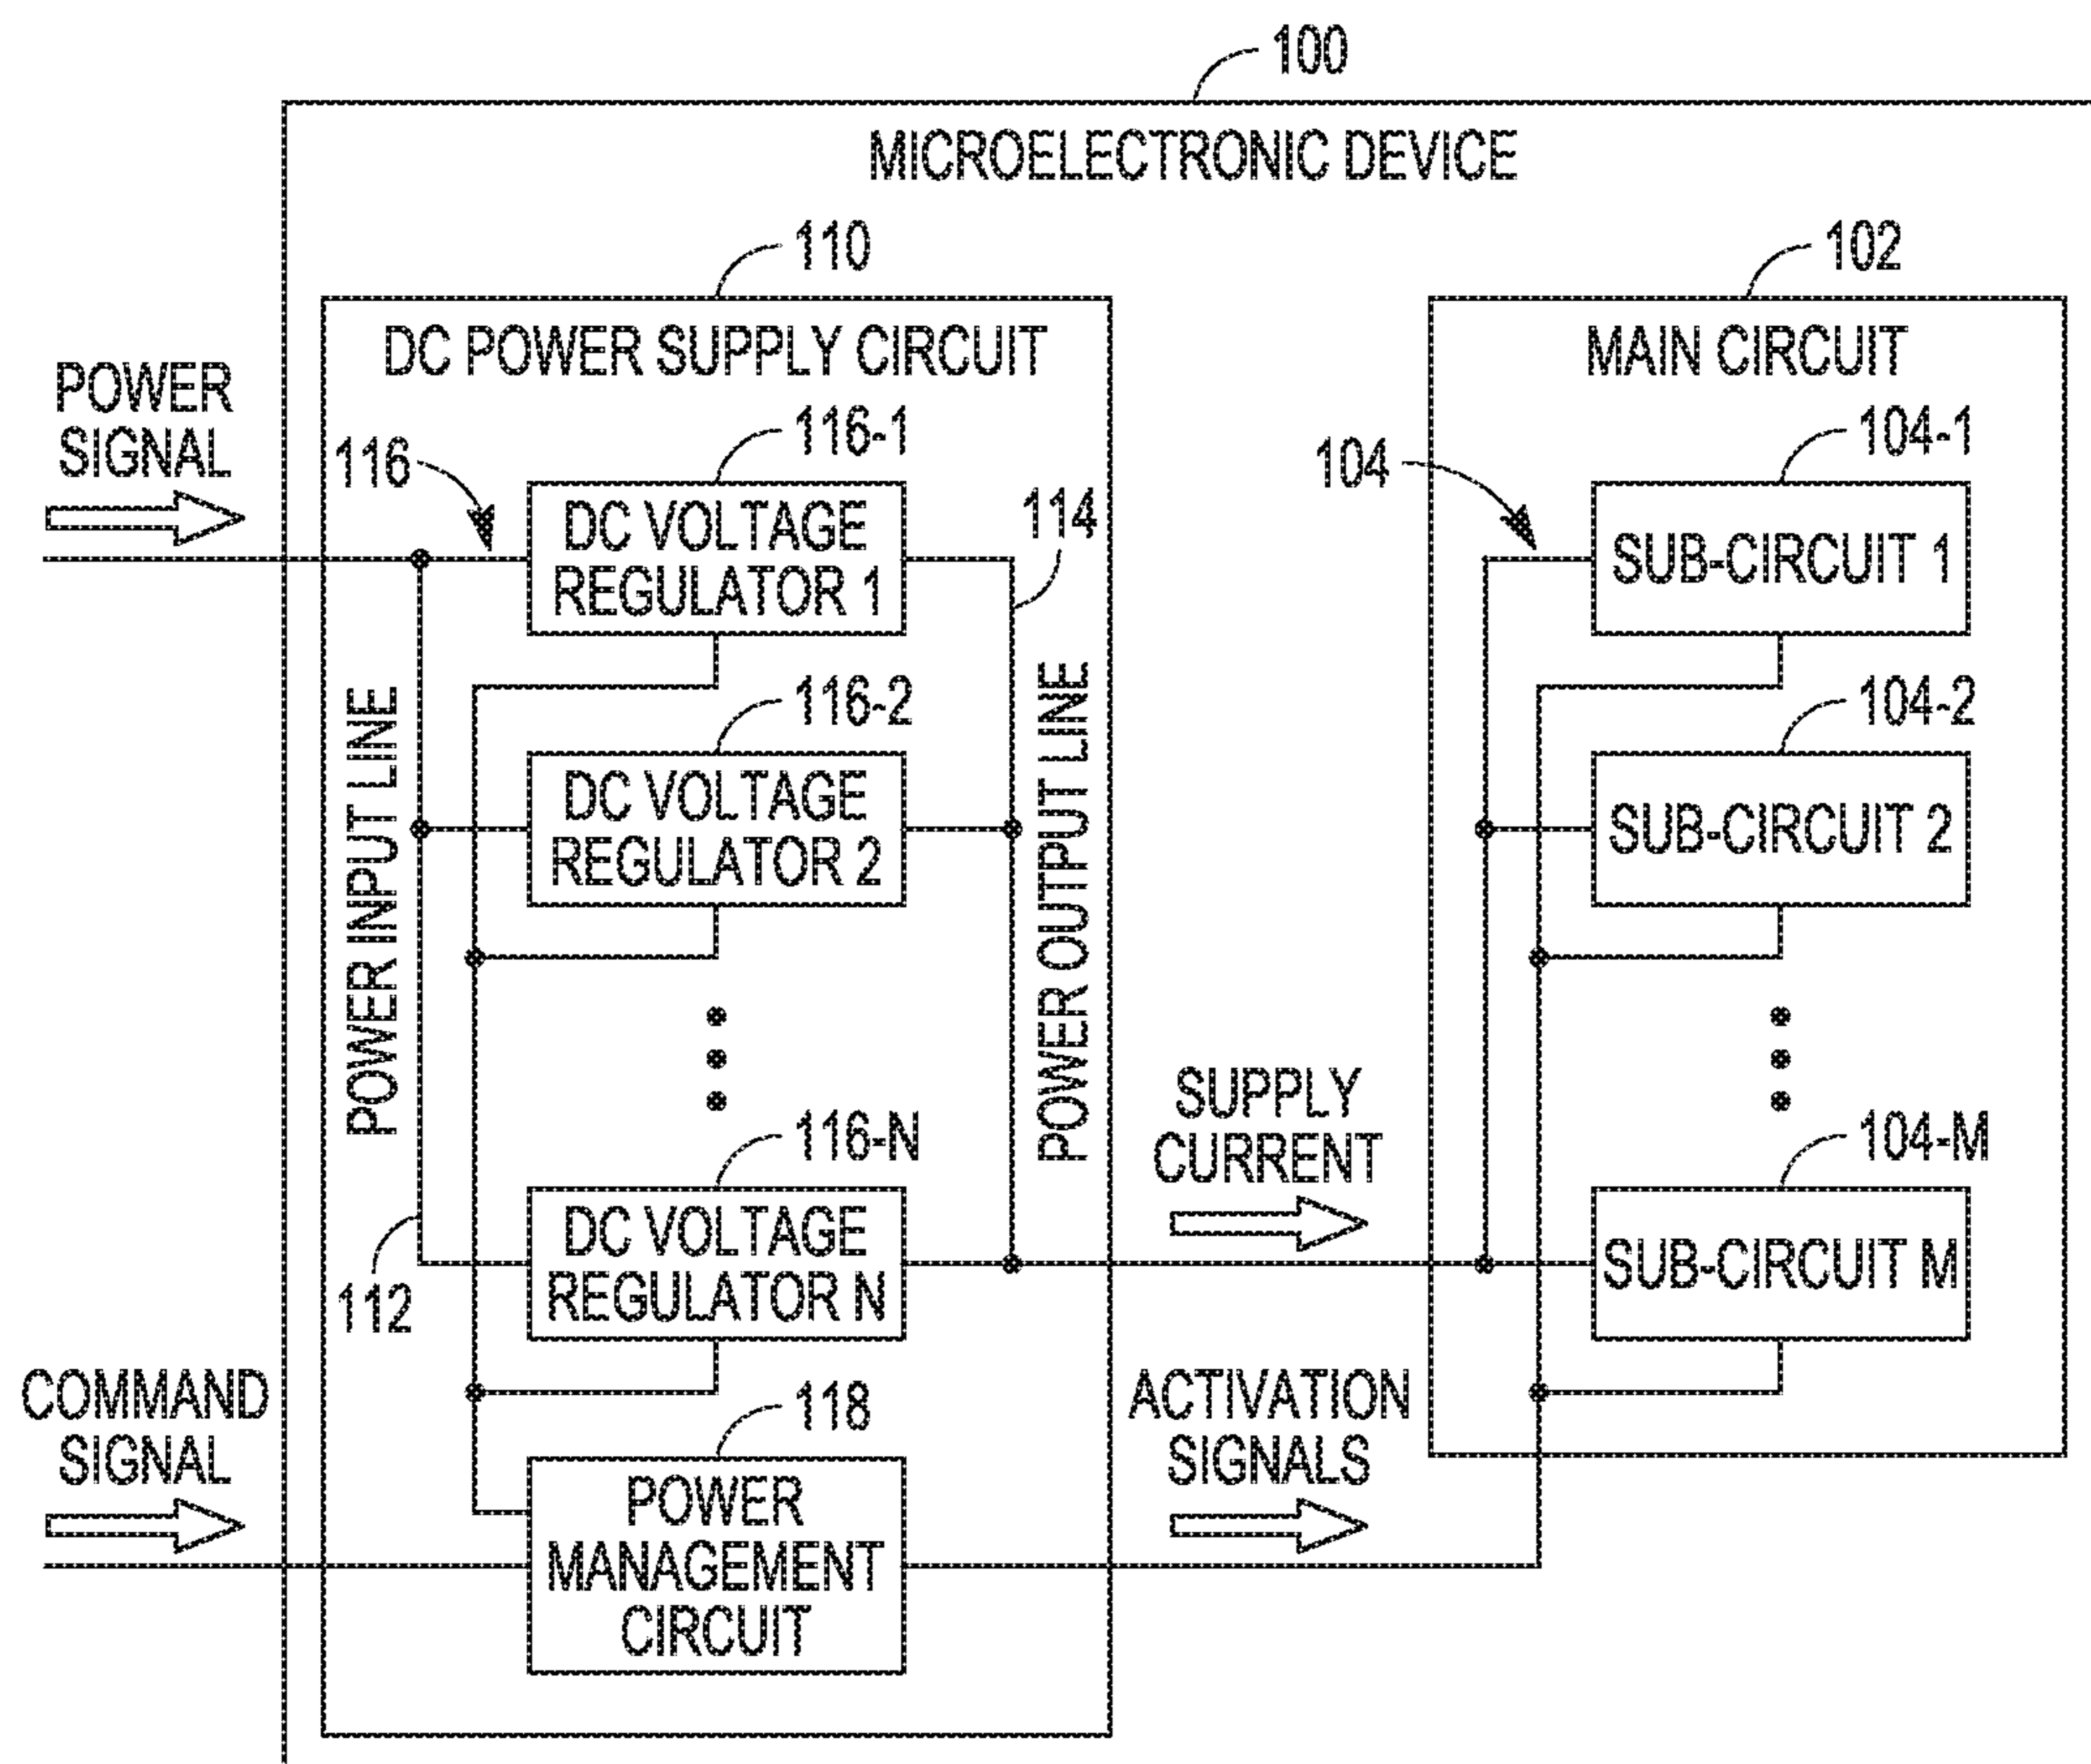 100
MICROELECTRONIC DEVICE
110
DC POWER SUPPLY CIRCUIT
POWER
SIGNAL
116
116-1
DC VOLTAGE
REGULATOR 1
114
116-2
DC VOLTAGE
REGULATOR 2
POWER INPUT LINE
POWER OUTPUT LINE
116-N
DC VOLTAGE
REGULATOR N
112
COMMAND
SIGNAL
118
POWER
MANAGEMENT
CIRCUIT
SUPPLY
CURRENT
ACTIVATION
SIGNALS
102
MAIN CIRCUIT
104
104-1
SUB-CIRCUIT 1
104-2
SUB-CIRCUIT 2
104-M
SUB-CIRCUIT M